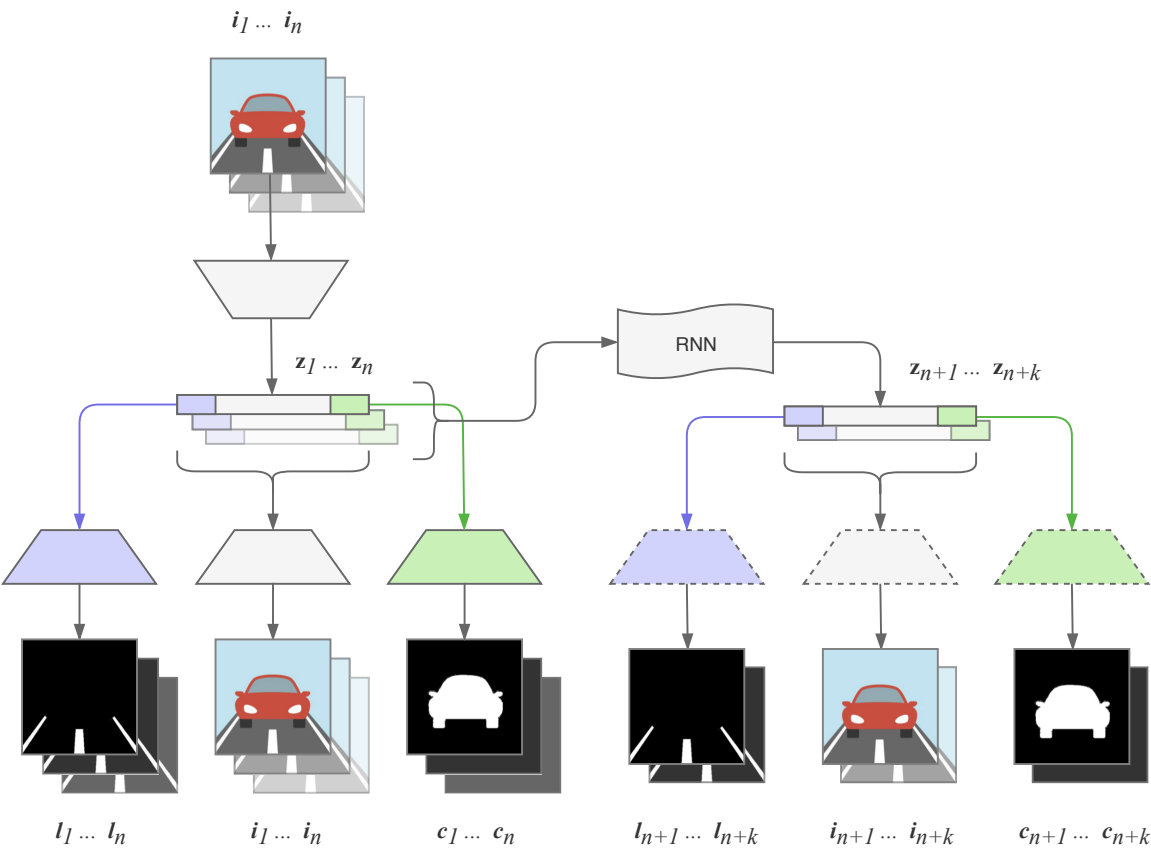 i1 ... in
RNN
z1 ... zn
zn+1 ... zn+k
l1 ... ln
i1 ... in
c1 ... cn
ln+1 ... ln+k
in+1 ... in+k
cn+1 ... cn+k